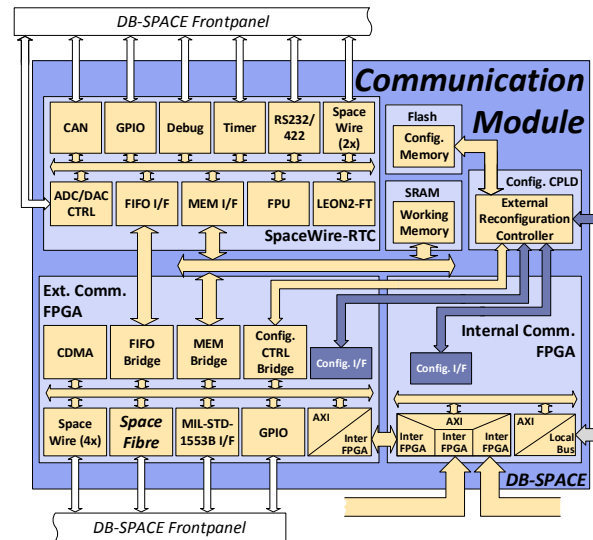 DB-SPACE Frontpanel
Communication
Module
CAN
GPIO
Debug
Timer
RS232/
422
Space
Wire
(2x)
ADC/DAC
CTRL
FIFO I/F
MEM I/F
FPU
LEON2-FT
SpaceWire-RTC
Flash
Config.
Memory
SRAM
Working
Memory
Config. CPLD
External
Reconfiguration
Controller
Ext. Comm.
FPGA
CDMA
FIFO
Bridge
MEM
Bridge
Config.
CTRL
Bridge
Config. I/F
Space
Wire (4x)
Space
Fibre
MIL-STD-
1553B I/F
GPIO
AXI
Inter
FPGA
Internal Comm.
FPGA
Config. I/F
AXI
Inter
FPGA
Inter
FPGA
Inter
FPGA
AXI
Local
Bus
DB-SPACE
DB-SPACE Frontpanel